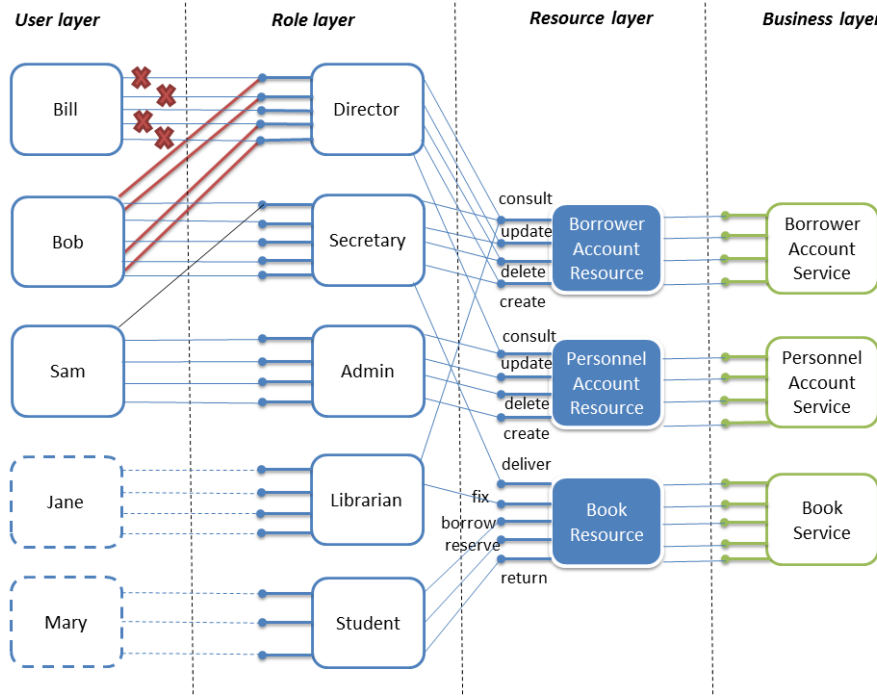 User layer
Role layer
Resource layer
Business layer
Bill
Director
Bob
Secretary
consult
update
delete
create
Borrower
Account
Resource
Borrower
Account
Service
Sam
Admin
consult
update
delete
create
Personnel
Account
Resource
Personnel
Account
Service
Jane
Librarian
deliver
fix
borrow
reserve
return
Book
Resource
Book
Service
Mary
Student